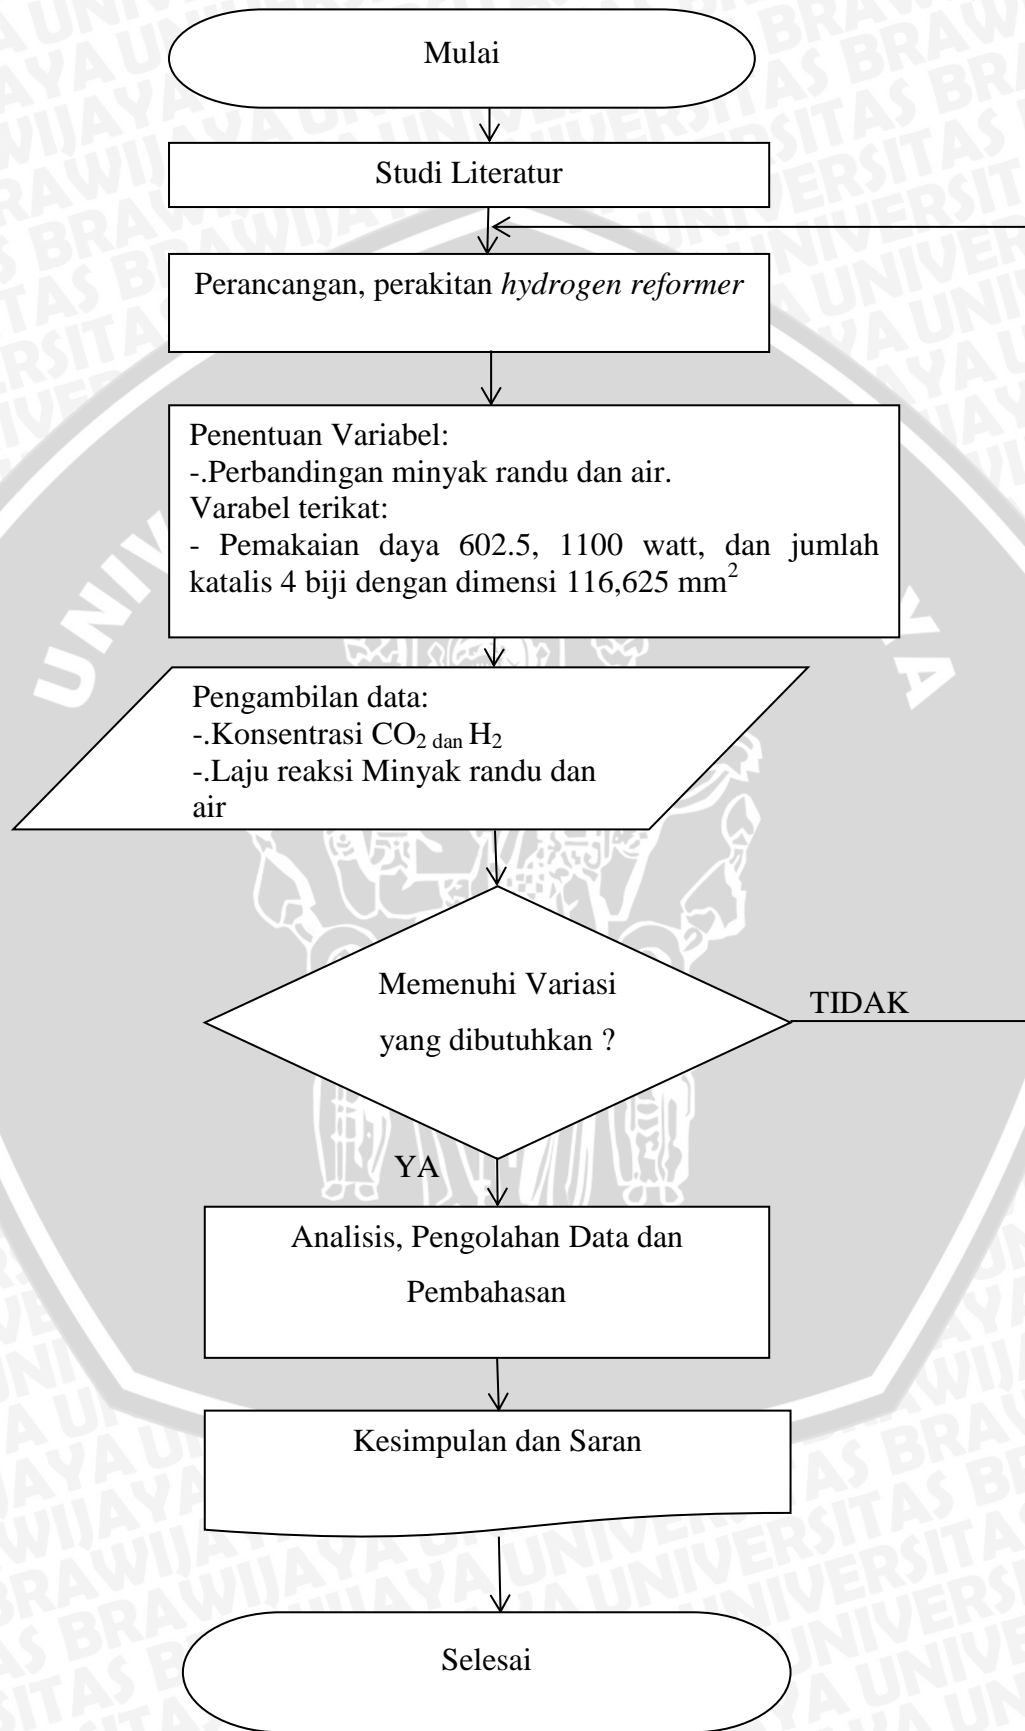 Mulai
Studi Literatur
Perancangan, perakitan hydrogen reformer
Penentuan Variabel:
-.Perbandingan minyak randu dan air.
Varabel terikat:
- Pemakaian daya 602.5, 1100 watt, dan jumlah
katalis 4 biji dengan dimensi 116,625 mm²
Pengambilan data:
-.Konsentrasi CO₂ dan H₂
-.Laju reaksi Minyak randu dan
air
Memenuhi Variasi
yang dibutuhkan ?
TIDAK
YA
Analisis, Pengolahan Data dan
Pembahasan
Kesimpulan dan Saran
Selesai